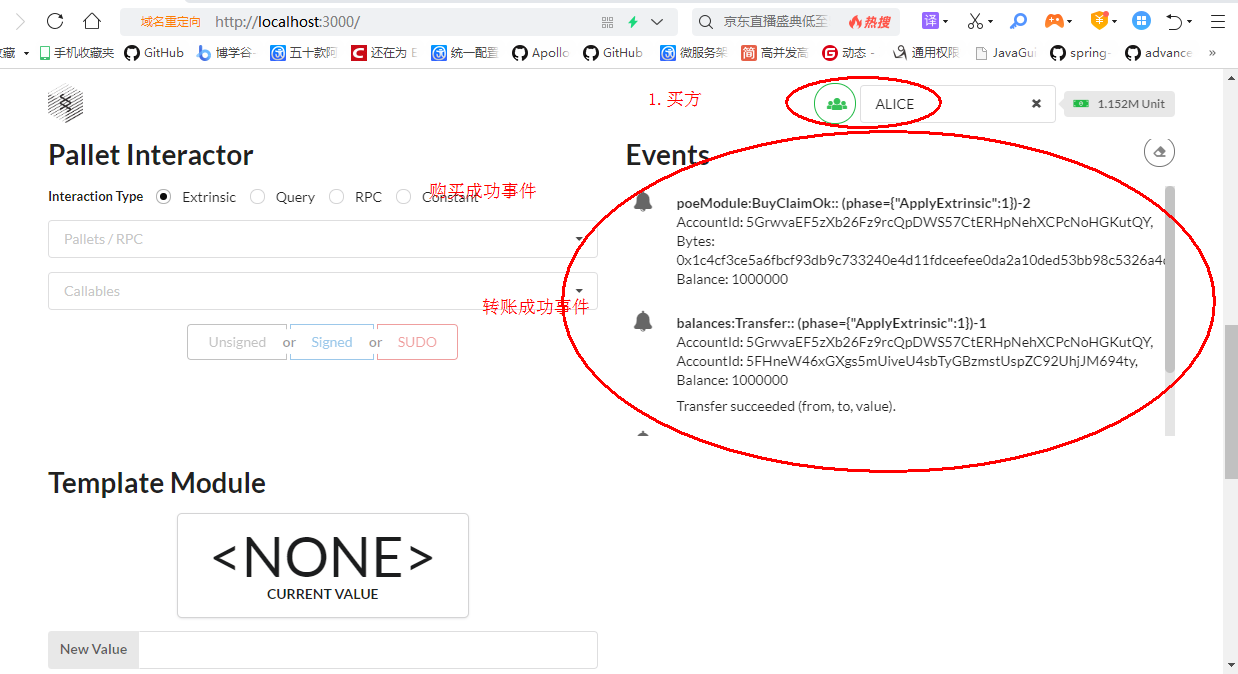 域名重定向 http://localhost:3000/ 京东直播盛典低至 热搜 译
收藏 手机收藏夹 GitHub 博学谷- 五十款阿 还在为 E 统一配置 Apollo GitHub 微服务架 高并发高 动态 - 通用权限 JavaGui spring- advance »
1. 买方
ALICE
1.152M Unit
Pallet Interactor
Events
Interaction Type Extrinsic Query RPC Constant
购买成功事件
Pallets / RPC
Callables
转账成功事件
Unsigned or Signed or SUDO
poeModule:BuyClaimOk:: (phase={"ApplyExtrinsic":1})-2
AccountId: 5GrwvaEF5zXb26Fz9rcQpDWS57CtERHpNehXCPcNoHGKutQY,
Bytes:
0x1c4cf3ce5a6fbcf93db9c733240e4d11fdceefee0da2a10ded53bb98c5326a4
Balance: 1000000
balances:Transfer:: (phase={"ApplyExtrinsic":1})-1
AccountId: 5GrwvaEF5zXb26Fz9rcQpDWS57CtERHpNehXCPcNoHGKutQY,
AccountId: 5FHneW46xGXgs5mUiveU4sbTyGBzmstUspZC92UhjJM694ty,
Balance: 1000000
Transfer succeeded (from, to, value).
Template Module
<NONE>
CURRENT VALUE
New Value